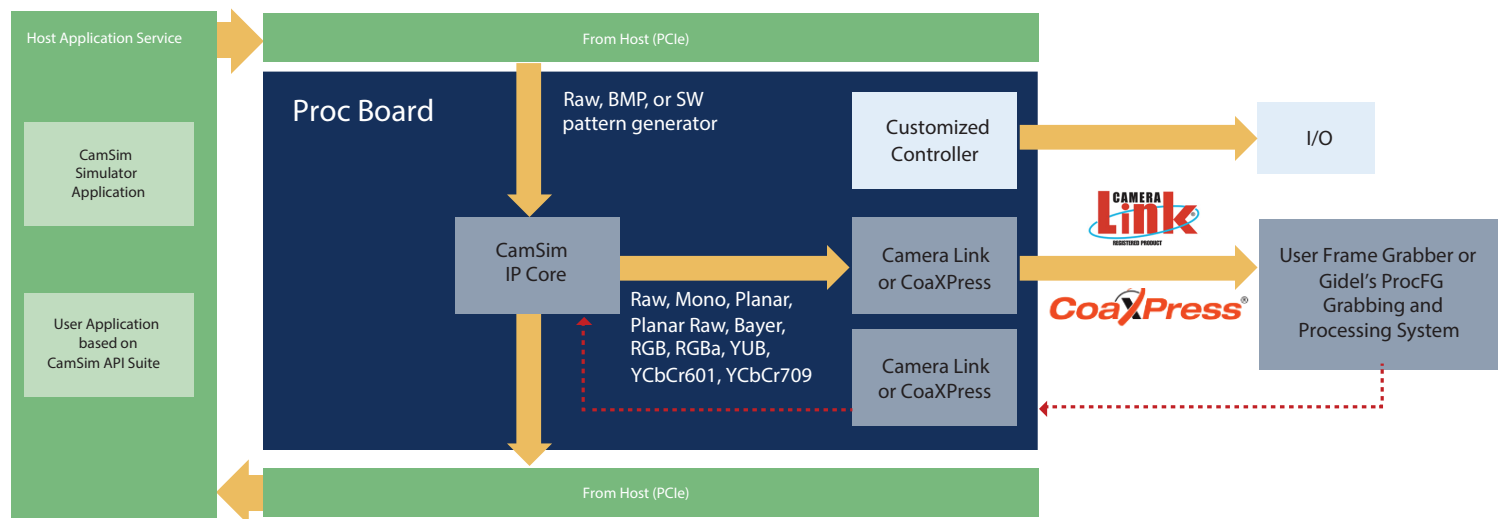 Host Application Service
CamSim
Simulator
Application
User Application
based on
CamSim API Suite
From Host (PCIe)
Proc Board
Raw, BMP, or SW
pattern generator
Customized
Controller
I/O
CamSim
IP Core
Camera Link
or CoaXPress
CAMERA
Link®
REGISTERED PRODUCT
CoaXPress®
User Frame Grabber or
Gidel's ProcFG
Grabbing and
Processing System
Raw, Mono, Planar,
Planar Raw, Bayer,
RGB, RGBa, YUB,
YCbCr601, YCbCr709
Camera Link
or CoaXPress
From Host (PCIe)